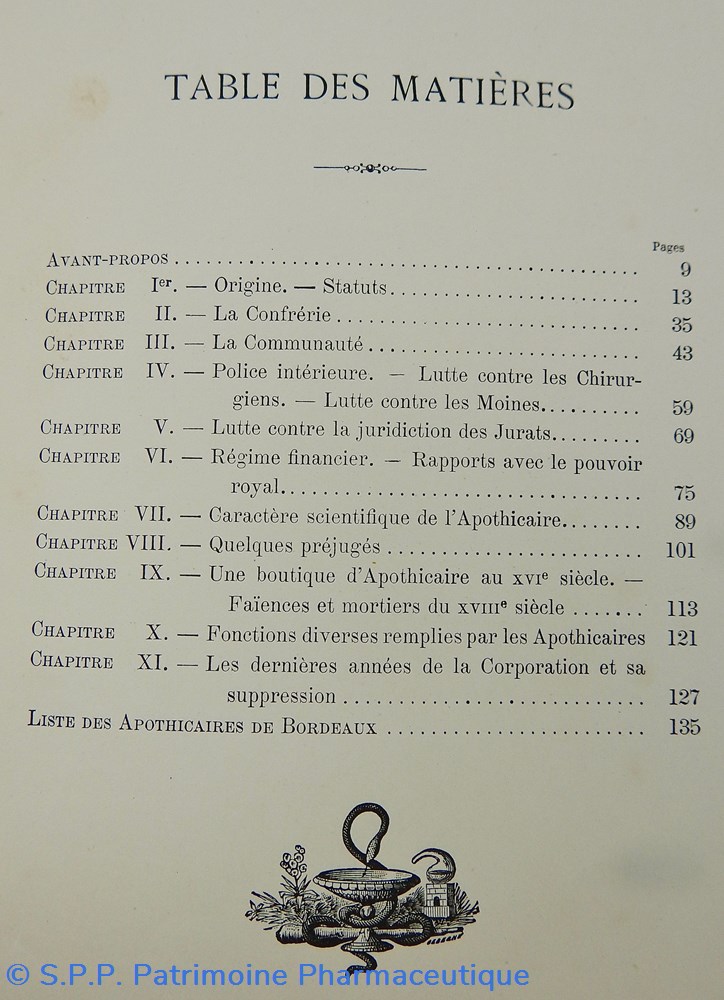 TABLE DES MATIÈRES
Pages
AVANT-PROPOS ........................................ 9
CHAPITRE Ier. — Origine. — Statuts........................ 13
CHAPITRE II. — La Confrérie ............................. 35
CHAPITRE III. — La Communauté .......................... 43
CHAPITRE IV. — Police intérieure. — Lutte contre les Chirur-
giens. — Lutte contre les Moines.......... 59
CHAPITRE V. — Lutte contre la juridiction des Jurats......... 69
CHAPITRE VI. — Régime financier. — Rapports avec le pouvoir
royal................................. 75
CHAPITRE VII. — Caractère scientifique de l'Apothicaire........ 89
CHAPITRE VIII. — Quelques préjugés ........................ 101
CHAPITRE IX. — Une boutique d'Apothicaire au XVIe siècle. —
Faïences et mortiers du XVIIIe siècle ....... 113
CHAPITRE X. — Fonctions diverses remplies par les Apothicaires 121
CHAPITRE XI. — Les dernières années de la Corporation et sa
suppression ............................. 127
LISTE DES APOTHICAIRES DE BORDEAUX ........................ 135
© S.P.P. Patrimoine Pharmaceutique